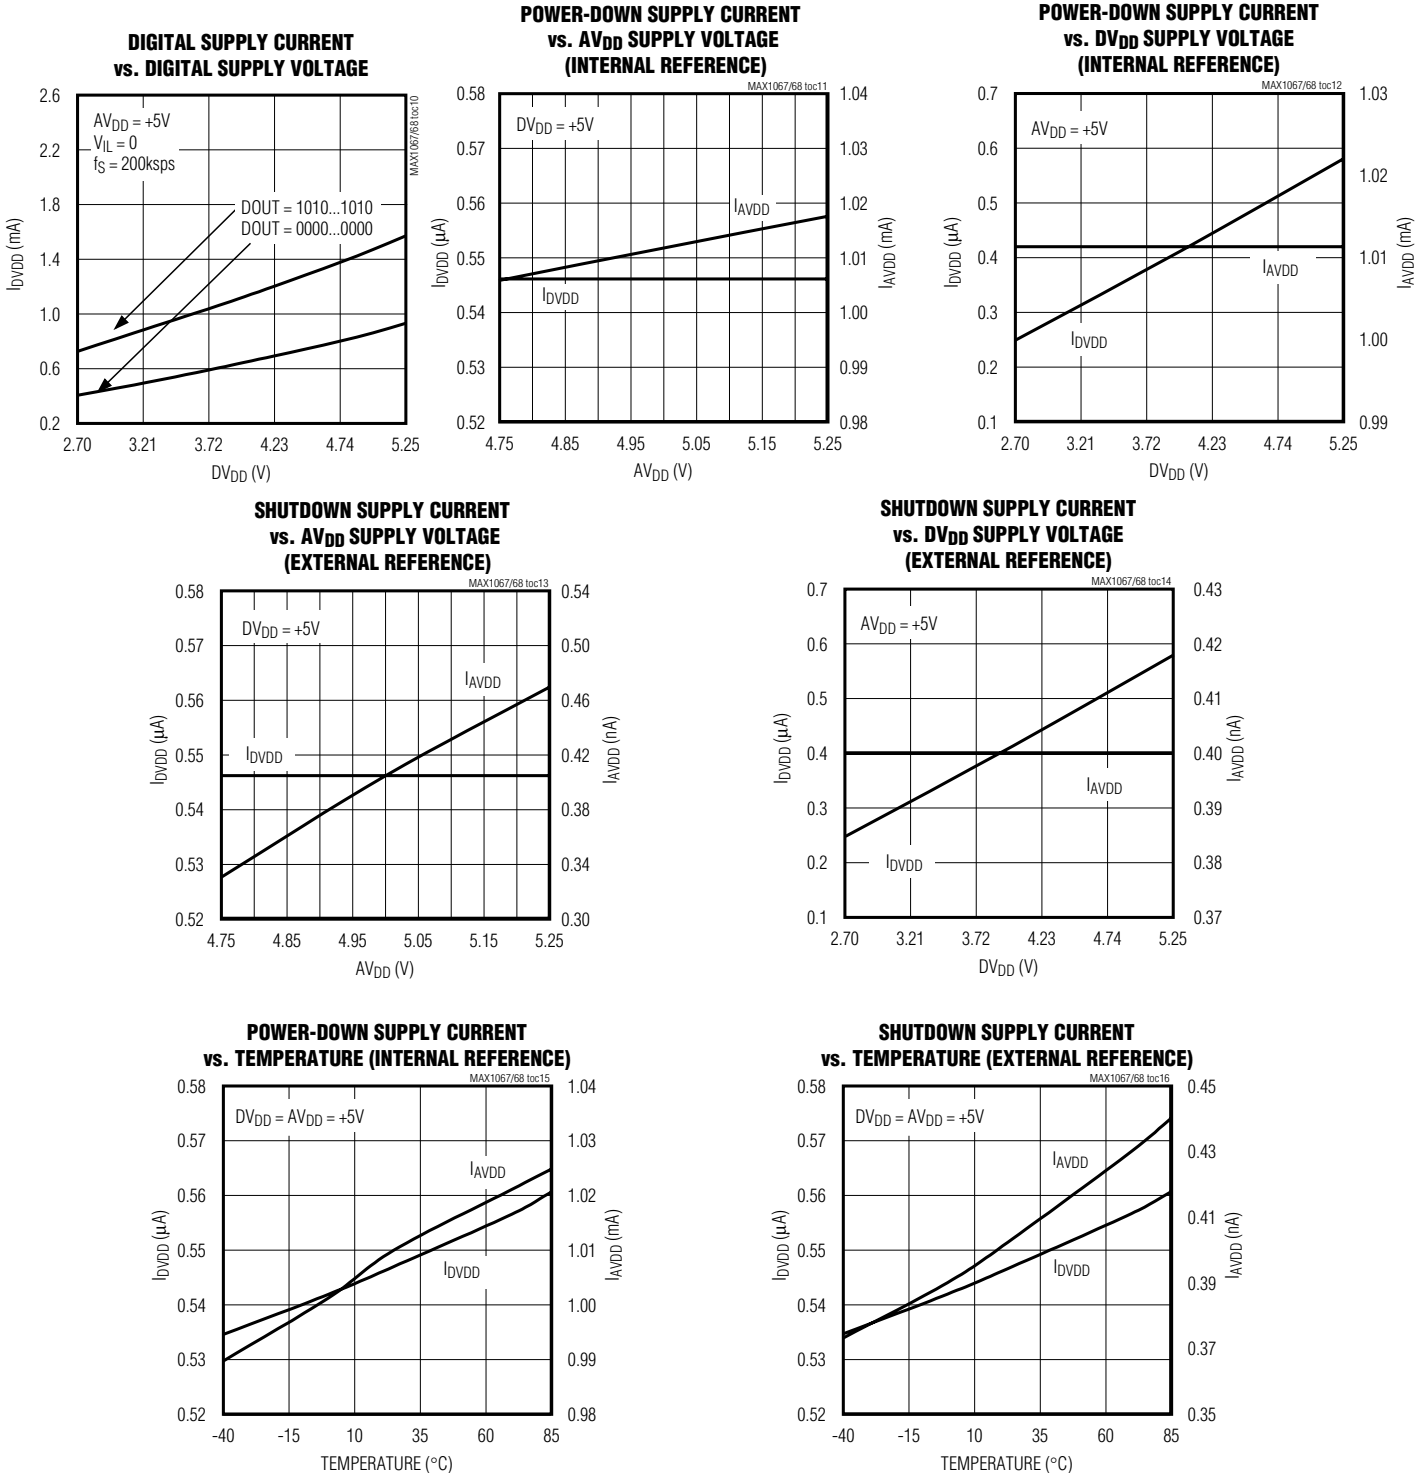 DIGITAL SUPPLY CURRENT
vs. DIGITAL SUPPLY VOLTAGE
MAX1067/68 toc10
AVDD = +5V
VIL = 0
fS = 200ksps
DOUT = 1010...1010
DOUT = 0000...0000
IDVDD (mA)
2.6
2.2
1.8
1.4
1.0
0.6
0.2
2.70 3.21 3.72 4.23 4.74 5.25
DVDD (V)
POWER-DOWN SUPPLY CURRENT
vs. AVDD SUPPLY VOLTAGE
(INTERNAL REFERENCE)
MAX1067/68 toc11
DVDD = +5V
IAVDD
IDVDD
IDVDD (µA)
0.58
0.57
0.56
0.55
0.54
0.53
0.52
IAVDD (mA)
1.04
1.03
1.02
1.01
1.00
0.99
0.98
4.75 4.85 4.95 5.05 5.15 5.25
AVDD (V)
POWER-DOWN SUPPLY CURRENT
vs. DVDD SUPPLY VOLTAGE
(INTERNAL REFERENCE)
MAX1067/68 toc12
AVDD = +5V
IAVDD
IDVDD
IDVDD (µA)
0.7
0.6
0.5
0.4
0.3
0.2
0.1
IAVDD (mA)
1.03
1.02
1.01
1.00
0.99
2.70 3.21 3.72 4.23 4.74 5.25
DVDD (V)
SHUTDOWN SUPPLY CURRENT
vs. AVDD SUPPLY VOLTAGE
(EXTERNAL REFERENCE)
MAX1067/68 toc13
DVDD = +5V
IAVDD
IDVDD
IDVDD (µA)
0.58
0.57
0.56
0.55
0.54
0.53
0.52
IAVDD (nA)
0.54
0.50
0.46
0.42
0.38
0.34
0.30
4.75 4.85 4.95 5.05 5.15 5.25
AVDD (V)
SHUTDOWN SUPPLY CURRENT
vs. DVDD SUPPLY VOLTAGE
(EXTERNAL REFERENCE)
MAX1067/68 toc14
AVDD = +5V
IAVDD
IDVDD
IDVDD (µA)
0.7
0.6
0.5
0.4
0.3
0.2
0.1
IAVDD (nA)
0.43
0.42
0.41
0.40
0.39
0.38
0.37
2.70 3.21 3.72 4.23 4.74 5.25
DVDD (V)
POWER-DOWN SUPPLY CURRENT
vs. TEMPERATURE (INTERNAL REFERENCE)
MAX1067/68 toc15
DVDD = AVDD = +5V
IAVDD
IDVDD
IDVDD (µA)
0.58
0.57
0.56
0.55
0.54
0.53
0.52
IAVDD (mA)
1.04
1.03
1.02
1.01
1.00
0.99
0.98
-40 -15 10 35 60 85
TEMPERATURE (°C)
SHUTDOWN SUPPLY CURRENT
vs. TEMPERATURE (EXTERNAL REFERENCE)
MAX1067/68 toc16
DVDD = AVDD = +5V
IAVDD
IDVDD
IDVDD (µA)
0.58
0.57
0.56
0.55
0.54
0.53
0.52
IAVDD (nA)
0.45
0.43
0.41
0.39
0.37
0.35
-40 -15 10 35 60 85
TEMPERATURE (°C)